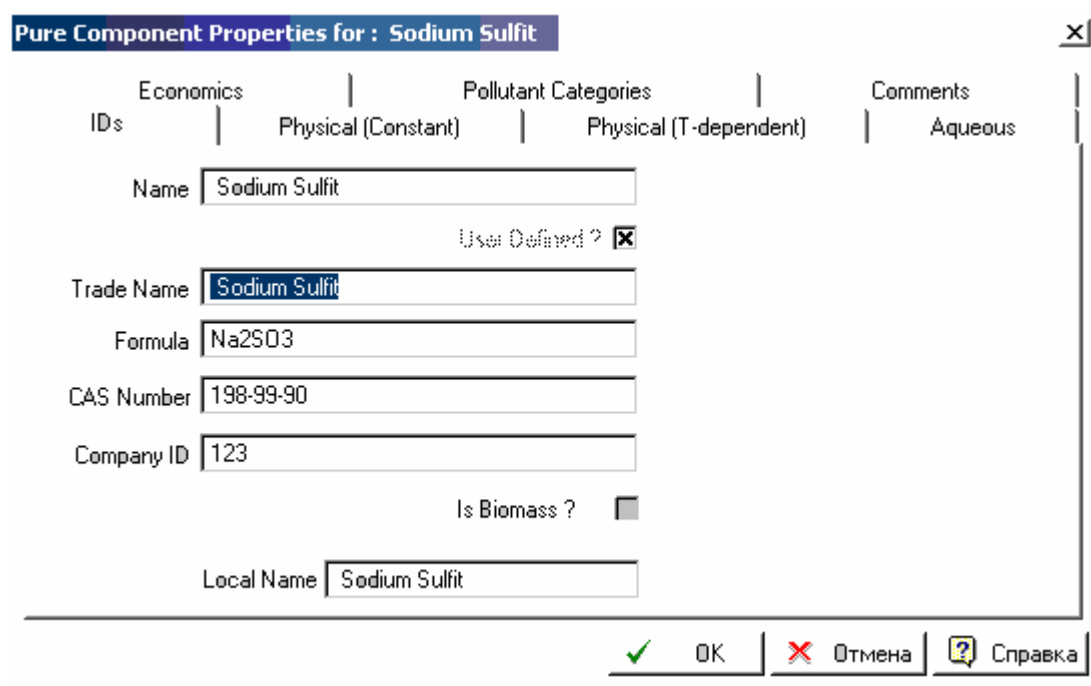 Pure Component Properties for : Sodium Sulfit
Economics Pollutant Categories Comments
IDs Physical (Constant) Physical (T-dependent) Aqueous
Name Sodium Sulfit
User Defined ?
Trade Name Sodium Sulfit
Formula Na2SO3
CAS Number 198-99-90
Company ID 123
Is Biomass ?
Local Name Sodium Sulfit
OK Отмена Справка